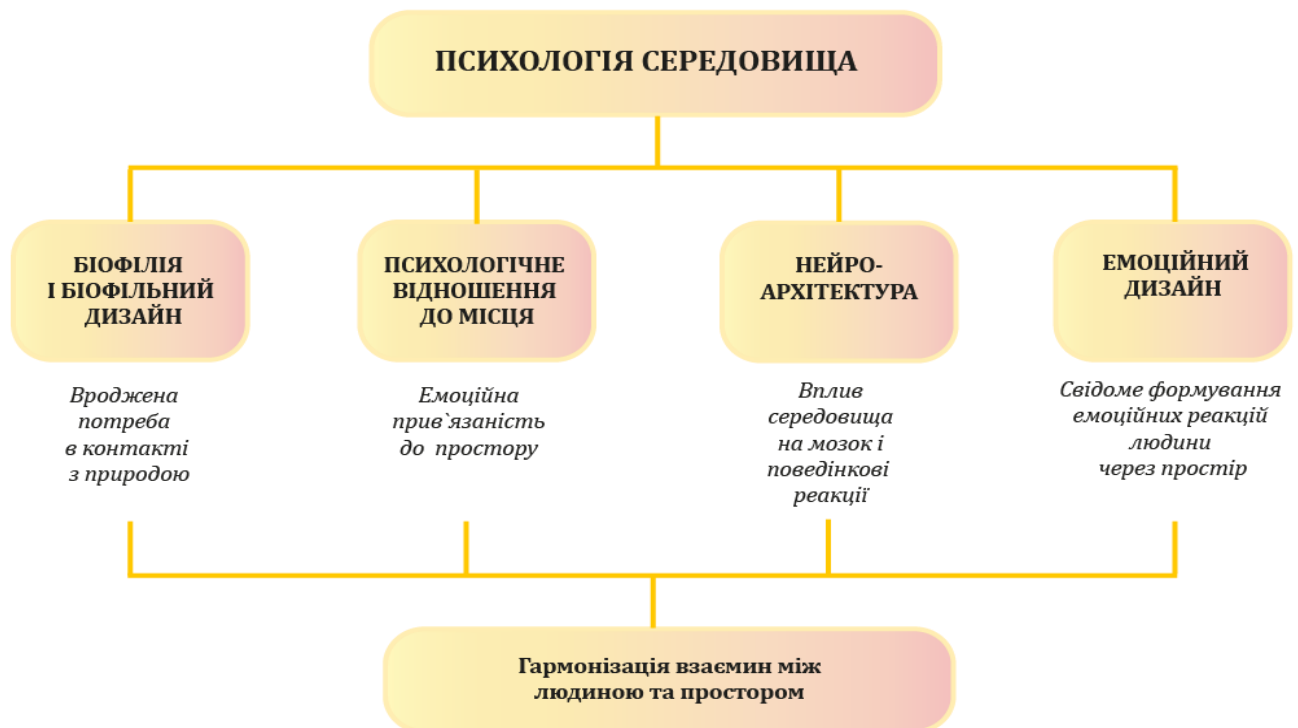 ПСИХОЛОГІЯ СЕРЕДОВИЩА
БІОФІЛІЯ
І БІОФІЛЬНИЙ
ДИЗАЙН
Вроджена
потреба
в контакті
з природою
ПСИХОЛОГІЧНЕ
ВІДНОШЕННЯ
ДО МІСЦЯ
Емоційна
прив`язаність
до простору
НЕЙРО-
АРХІТЕКТУРА
Вплив
середовища
на мозок і
поведінкові
реакції
ЕМОЦІЙНИЙ
ДИЗАЙН
Свідоме формування
емоційних реакцій
людини
через простір
Гармонізація взаємин між
людиною та простором